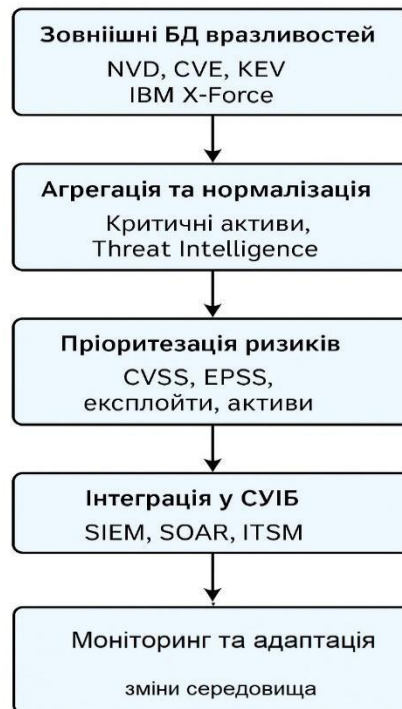 Зовніішні БД вразливостей
NVD, CVE, KEV
IBM X-Force
Агрегація та нормалізація
Критичні активи,
Threat Intelligence
Пріоритезація ризиків
CVSS, EPSS,
експлойти, активи
Інтеграція у СУІБ
SIEM, SOAR, ITSM
Моніторинг та адаптація
зміни середовища